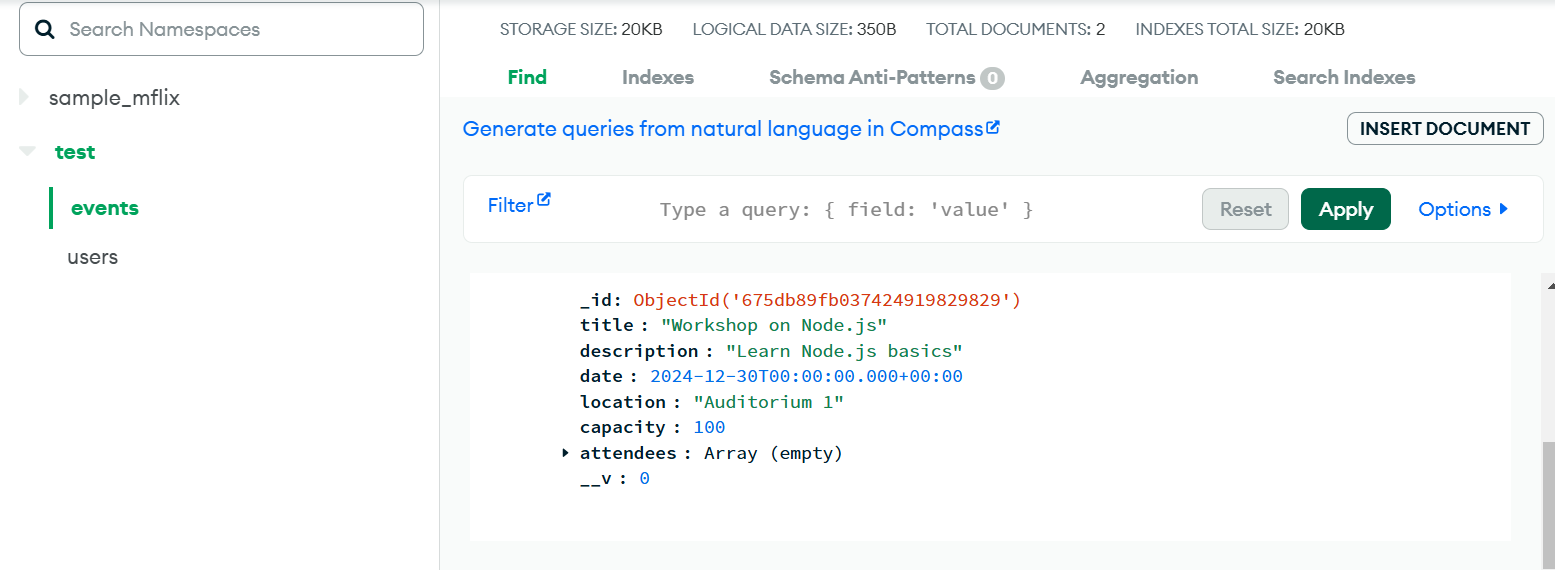 Search Namespaces
sample_mflix
test
events
users
STORAGE SIZE: 20KB LOGICAL DATA SIZE: 350B TOTAL DOCUMENTS: 2 INDEXES TOTAL SIZE: 20KB
Find Indexes Schema Anti-Patterns 0 Aggregation Search Indexes
Generate queries from natural language in Compass
INSERT DOCUMENT
Filter Type a query: { field: 'value' } Reset Apply Options
_id: ObjectId('675db89fb037424919829829')
title : "Workshop on Node.js"
description : "Learn Node.js basics"
date : 2024-12-30T00:00:00.000+00:00
location : "Auditorium 1"
capacity : 100
attendees : Array (empty)
__v : 0